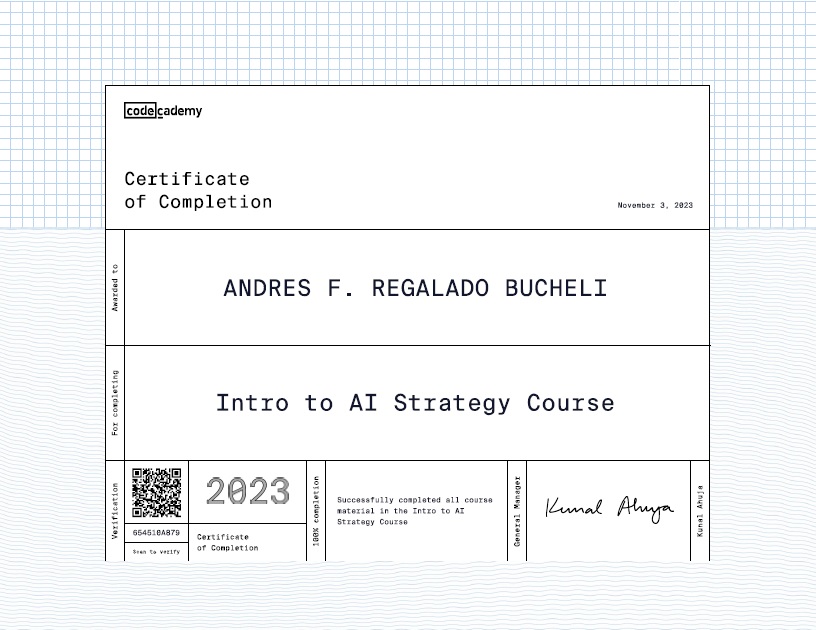 codecademy
Certificate
of Completion
November 3, 2023
Awarded to
ANDRES F. REGALADO BUCHELI
For completing
Intro to AI Strategy Course
Verification
654510A879
Scan to verify
2023
Certificate
of Completion
100% completion
Successfully completed all course
material in the Intro to AI
Strategy Course
General Manager
Kunal Ahuja
Kunal Ahuja